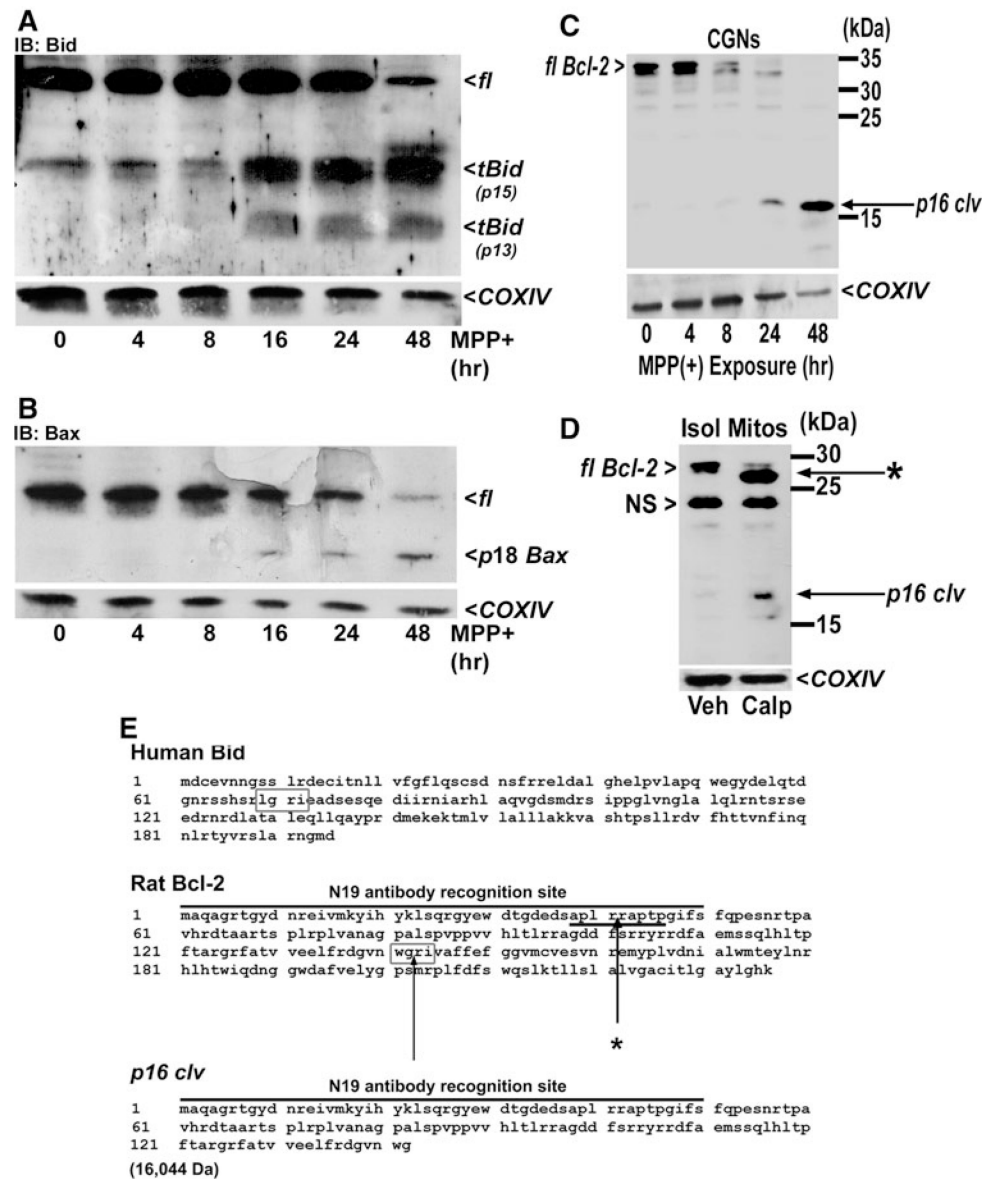 A
IB: Bid
<fl
<tBid
(p15)
<tBid
(p13)
<COXIV
0 4 8 16 24 48 MPP+
(hr)
B
IB: Bax
<fl
<p18 Bax
<COXIV
0 4 8 16 24 48 MPP+
(hr)
C
CGNs
(kDa)
fl Bcl-2 >
35
30
25
p16 clv
15
<COXIV
0 4 8 24 48
MPP(+) Exposure (hr)
D
Isol Mitos
(kDa)
fl Bcl-2 >
30
*
25
NS >
p16 clv
15
<COXIV
Veh Calp
E
Human Bid
1 mdcevnngss lrdecitnll vfgflqscsd nsfrreldal ghelpvlapq wegydelqtd
61 gnrsshsrlg rieadsesqe diirniarhl aqvgdsmdrs ippglvngla lqlrntsrse
121 edrnrdlata leqllqaypr dmekektmlv lalllakkva shtpsllrdv fhttvnfinq
181 nlrtyvrsla rngmd
Rat Bcl-2
N19 antibody recognition site
1 maqagrtgyd nreivmkyih yklsqrgyew dtgdedsapl rraptpgifs fqpesnrtpa
61 vhrdtaarts plrplvanag palspvppvv hltlrragdd fsrryrrdfa emssqlhltp
121 ftargrfatv veelfrdgvn wgrivaffef ggvmcvesvn remyplvdni alwmteylnr
181 hlhtwiqdng gwdafvelyg psmrplfdfs wqslktllsl alvgacitlg aylghk
*
p16 clv
N19 antibody recognition site
1 maqagrtgyd nreivmkyih yklsqrgyew dtgdedsapl rraptpgifs fqpesnrtpa
61 vhrdtaarts plrplvanag palspvppvv hltlrragdd fsrryrrdfa emssqlhltp
121 ftargrfatv veelfrdgvn wg
(16,044 Da)